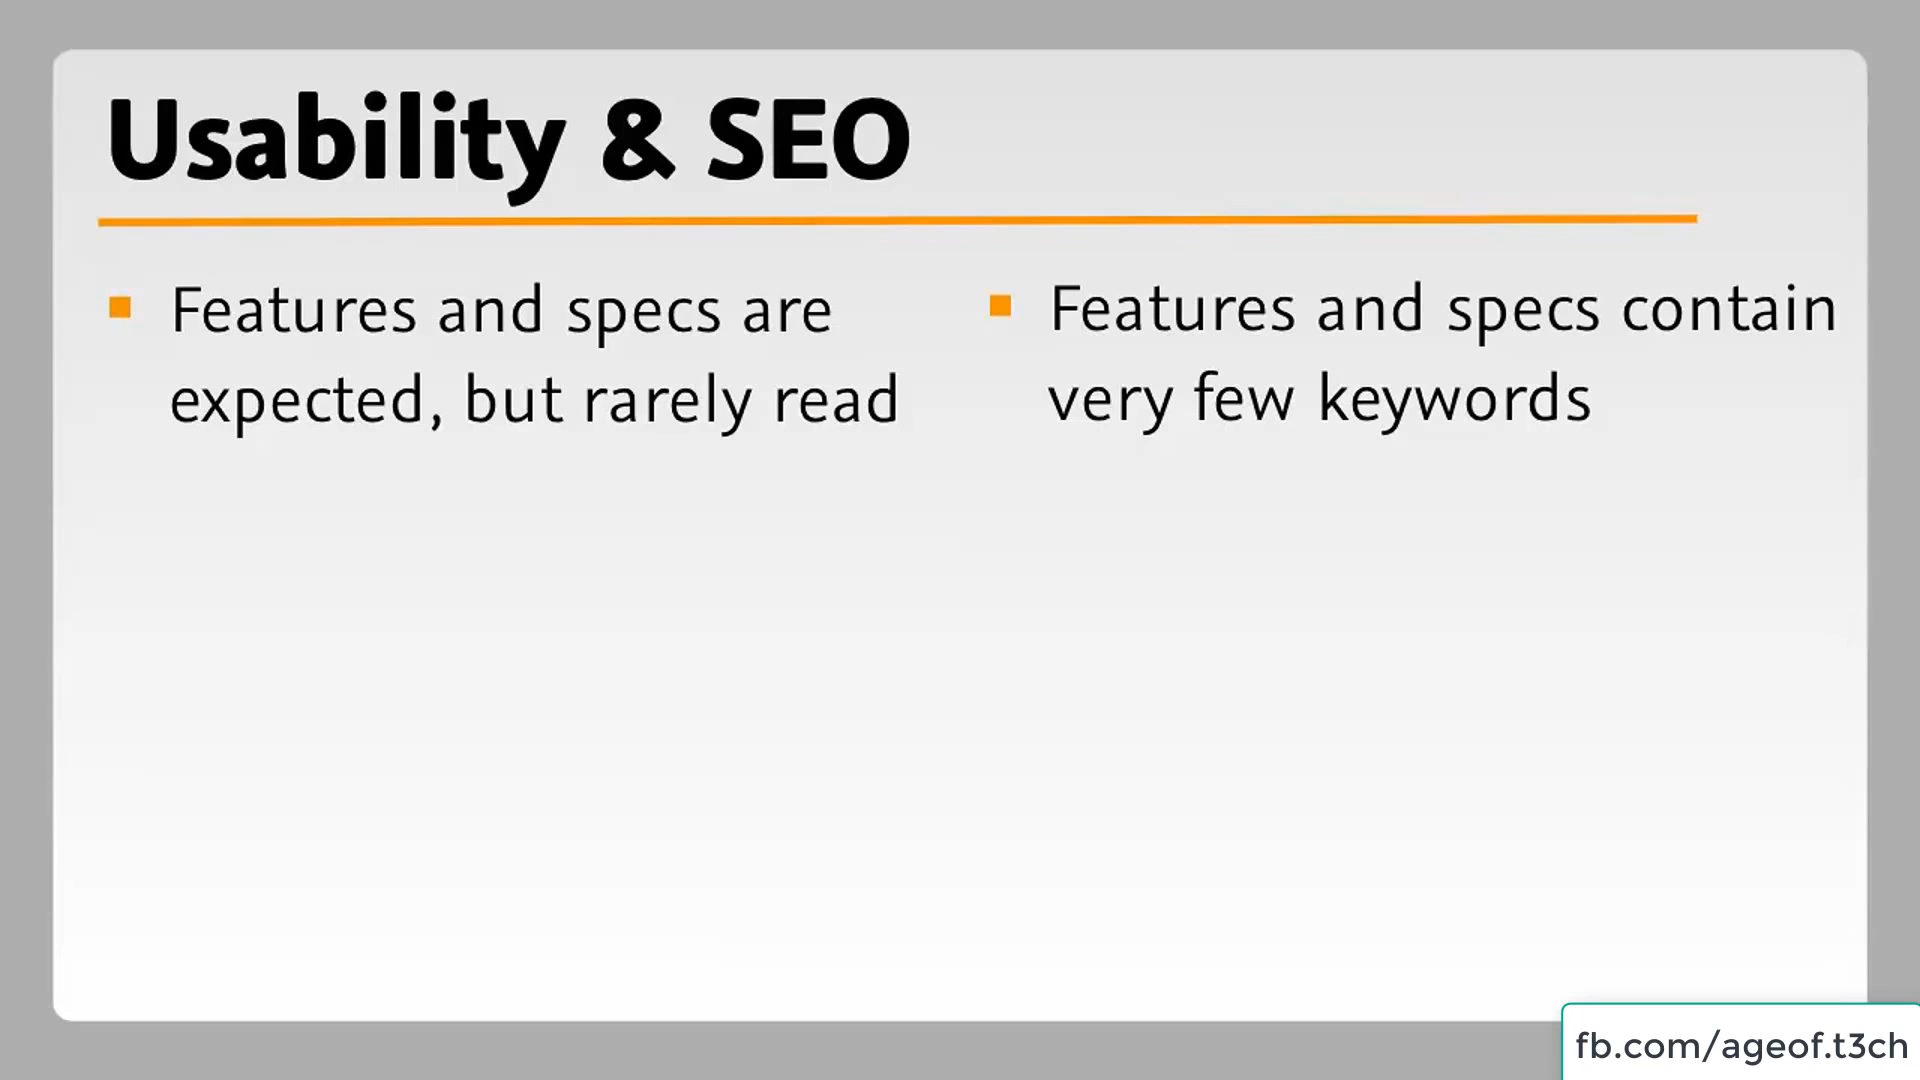 Usability & SEO
Features and specs are
expected, but rarely read
Features and specs contain
very few keywords
fb.com/ageof.t3ch